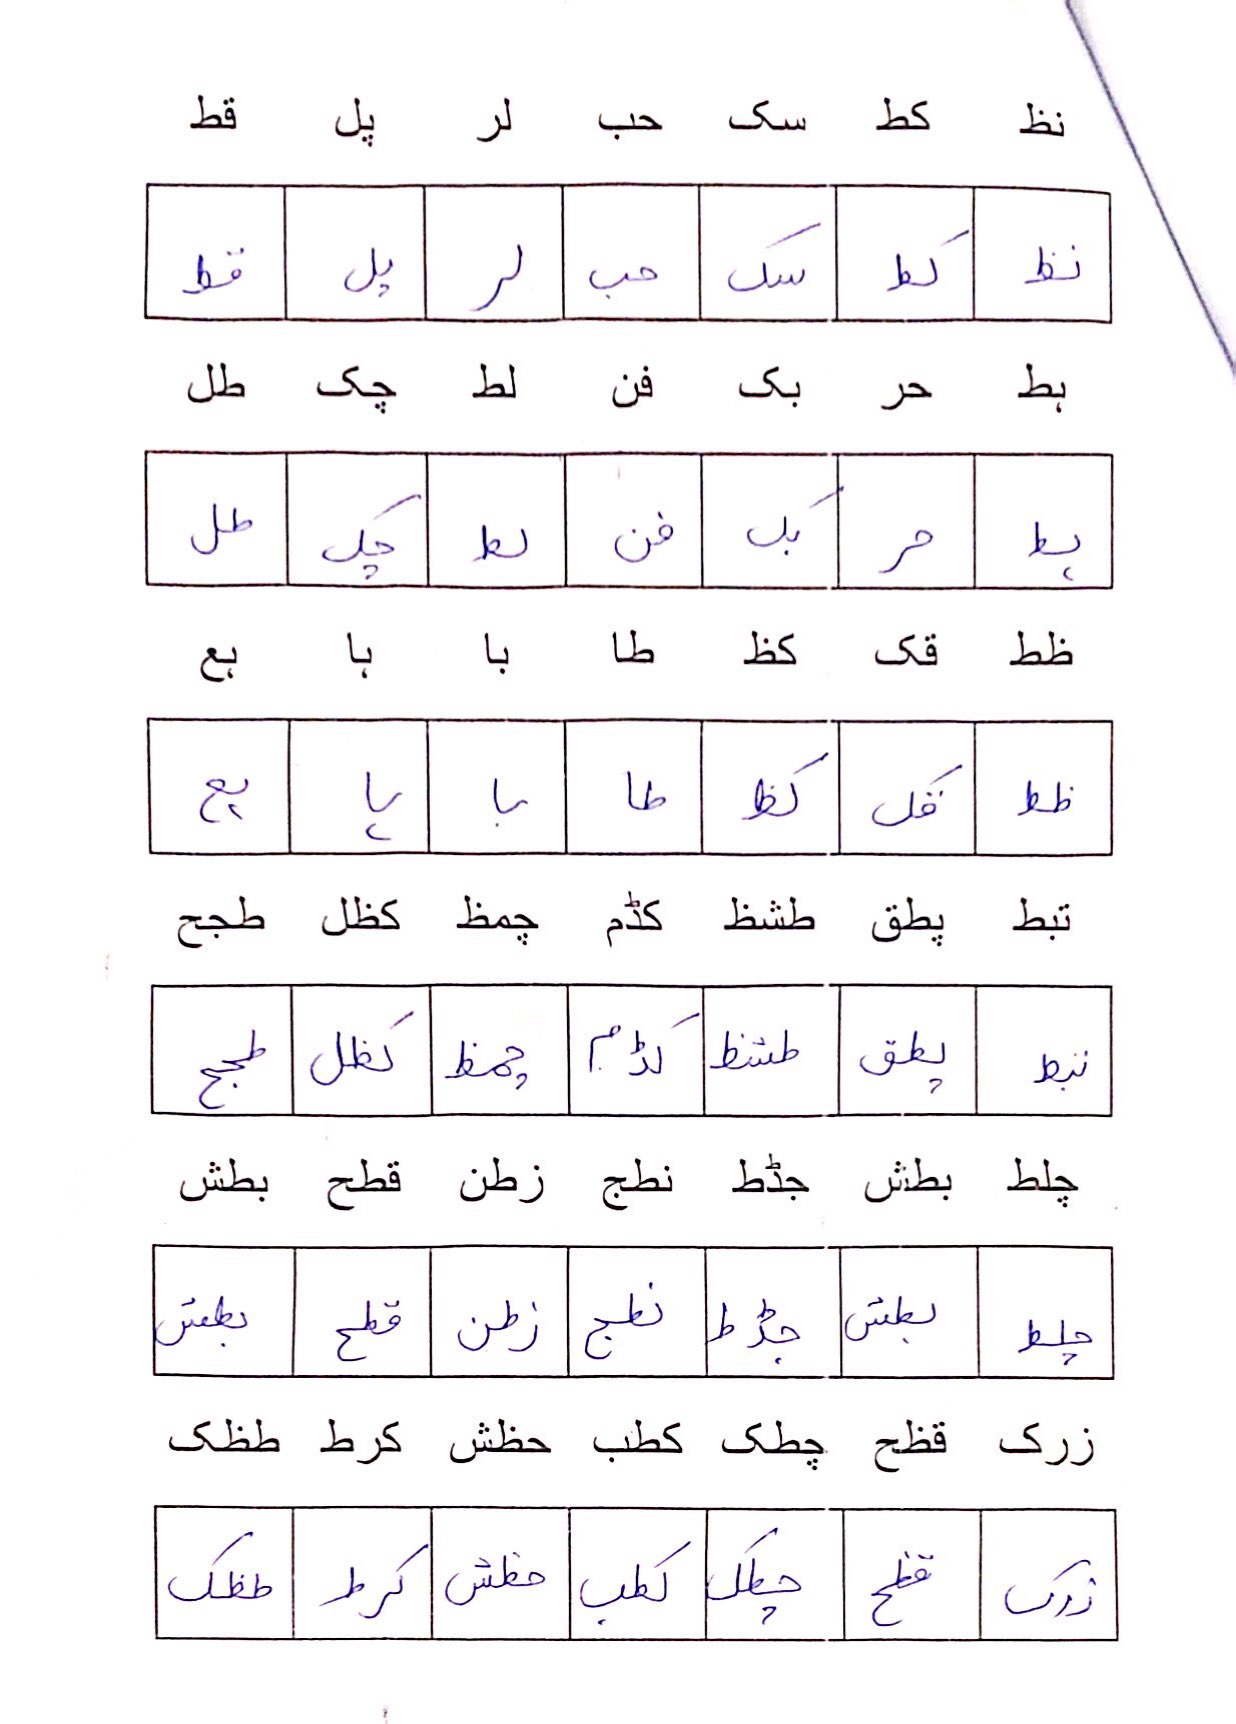 نظ کط سک حب لر پل قط
نظ کط سک حب لر پل قط
ہط حر بک فن لط چک طل
ہط حر بک فن لط چک طل
ظط قک کظ طا با ہا ہع
ظط قک کظ طا با ہا ہع
تبط پطق طشظ کڈم چمظ کظل طجح
تبط پطق طشظ کڈم چمظ کظل طجح
چلط بطش جڈط نطج زطن قطح بطش
چلط بطش جڈط نطج زطن قطح بطش
زرک قظح چطک کطب حظش کرط طظک
زرک قظح چطک کطب حظش کرط طظک